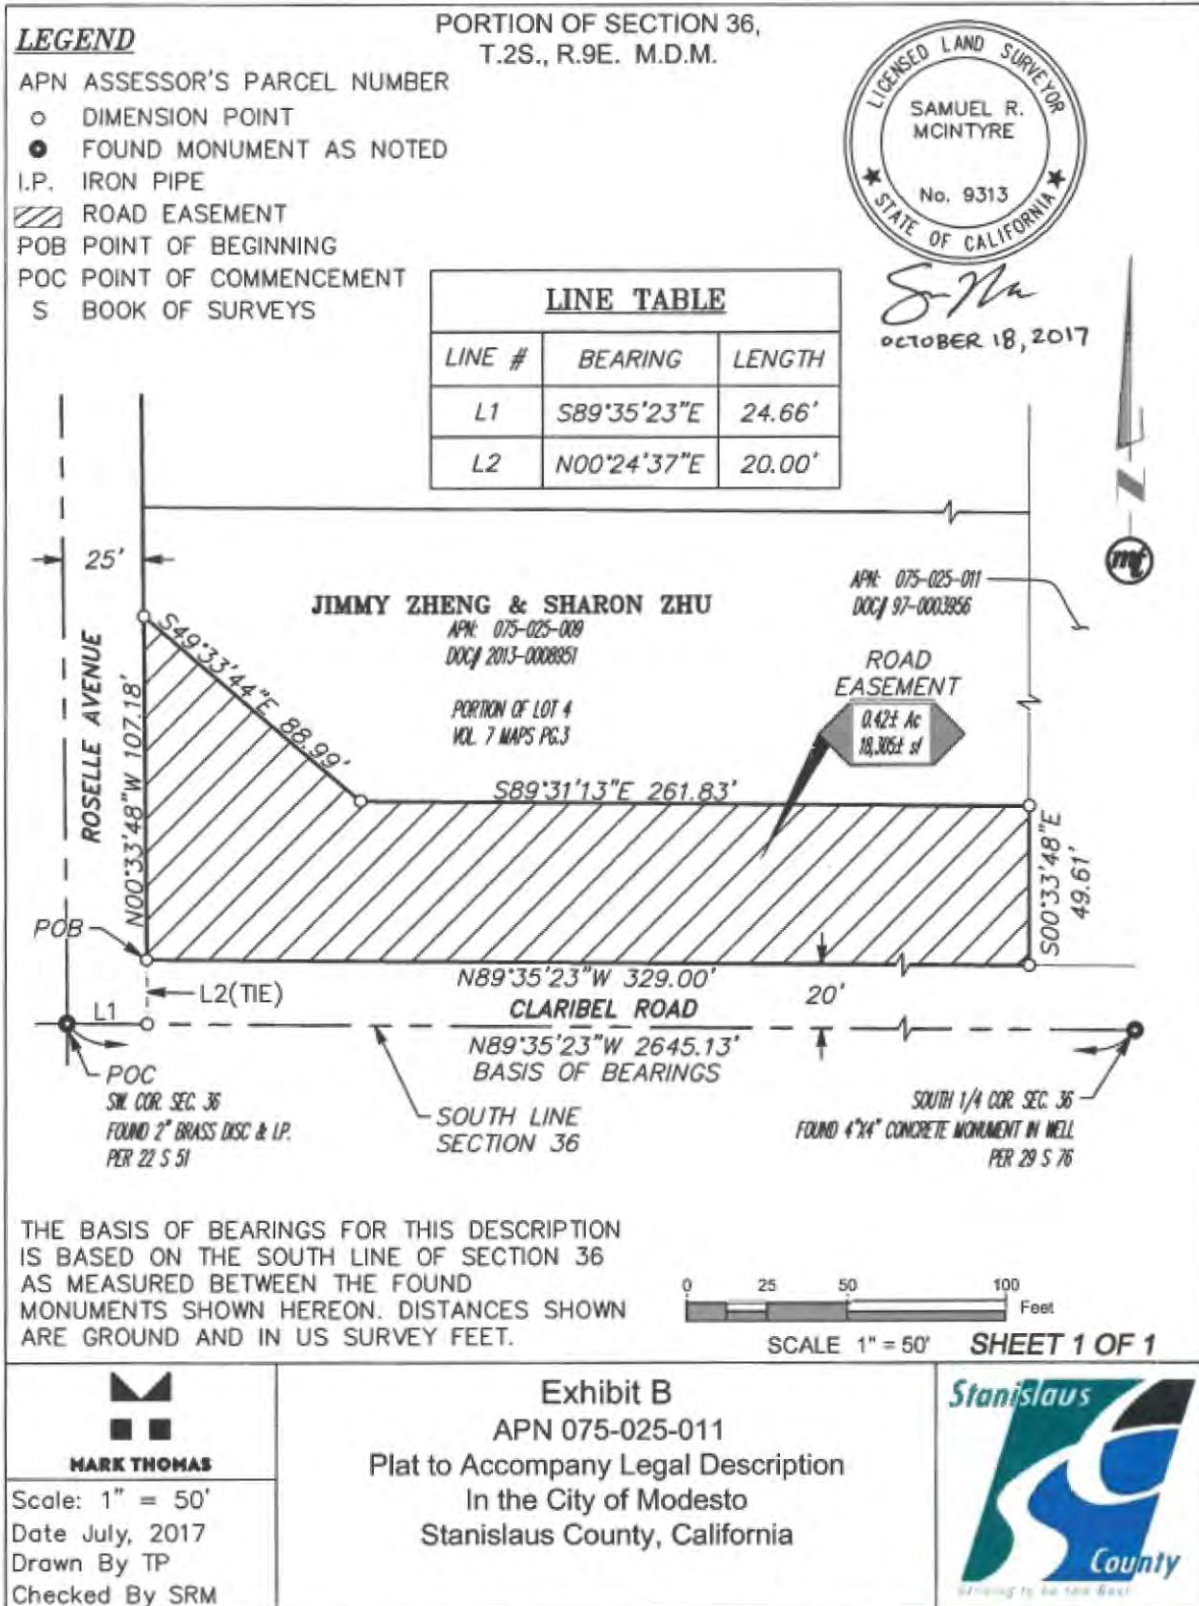 LEGEND
APN ASSESSOR'S PARCEL NUMBER
DIMENSION POINT
FOUND MONUMENT AS NOTED
I.P. IRON PIPE
ROAD EASEMENT
POB POINT OF BEGINNING
POC POINT OF COMMENCEMENT
S BOOK OF SURVEYS
PORTION OF SECTION 36,
T.2S., R.9E. M.D.M.
LICENSED LAND SURVEYOR
SAMUEL R.
MCINTYRE
No. 9313
STATE OF CALIFORNIA
OCTOBER 18, 2017
LINE TABLE
LINE # BEARING LENGTH
L1 S89°35'23"E 24.66'
L2 N00°24'37"E 20.00'
N
25'
ROSELLE AVENUE
N00°33'48"W 107.18'
S49°33'44"E 88.99'
JIMMY ZHENG & SHARON ZHU
APN: 075-025-009
DOC# 2013-0008951
PORTION OF LOT 4
VOL. 7 MAPS PG.3
APN: 075-025-011
DOC# 97-0003956
ROAD
EASEMENT
0.42± Ac
18,305± sf
S89°31'13"E 261.83'
S00°33'48"E
49.61'
POB
N89°35'23"W 329.00'
L2(TIE)
L1
CLARIBEL ROAD
20'
N89°35'23"W 2645.13'
BASIS OF BEARINGS
POC
SW. COR. SEC. 36
FOUND 2" BRASS DISC & I.P.
PER 22 S 51
SOUTH LINE
SECTION 36
SOUTH 1/4 COR. SEC. 36
FOUND 4"X4" CONCRETE MONUMENT IN WELL
PER 29 S 76
THE BASIS OF BEARINGS FOR THIS DESCRIPTION
IS BASED ON THE SOUTH LINE OF SECTION 36
AS MEASURED BETWEEN THE FOUND
MONUMENTS SHOWN HEREON. DISTANCES SHOWN
ARE GROUND AND IN US SURVEY FEET.
0 25 50 100
Feet
SCALE 1" = 50'
SHEET 1 OF 1
MARK THOMAS
Scale: 1" = 50'
Date July, 2017
Drawn By TP
Checked By SRM
Exhibit B
APN 075-025-011
Plat to Accompany Legal Description
In the City of Modesto
Stanislaus County, California
Stanislaus
County
Striving to be the Best